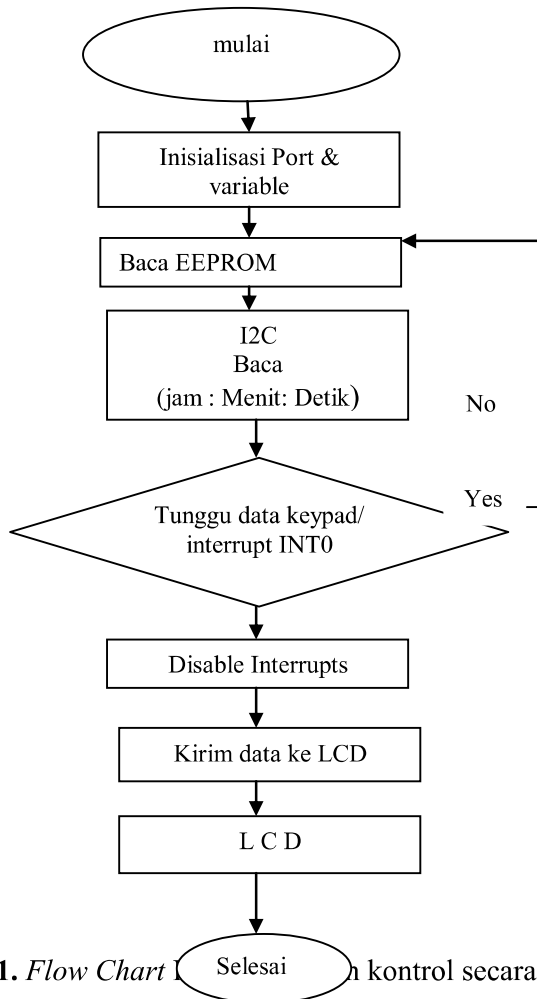 mulai
Inisialisasi Port &
variable
Baca EEPROM
I2C
Baca
(jam : Menit: Detik)
No
Yes
Tunggu data keypad/
interrupt INT0
Disable Interrupts
Kirim data ke LCD
L C D
Selesai
1. Flow Chart kontrol secara